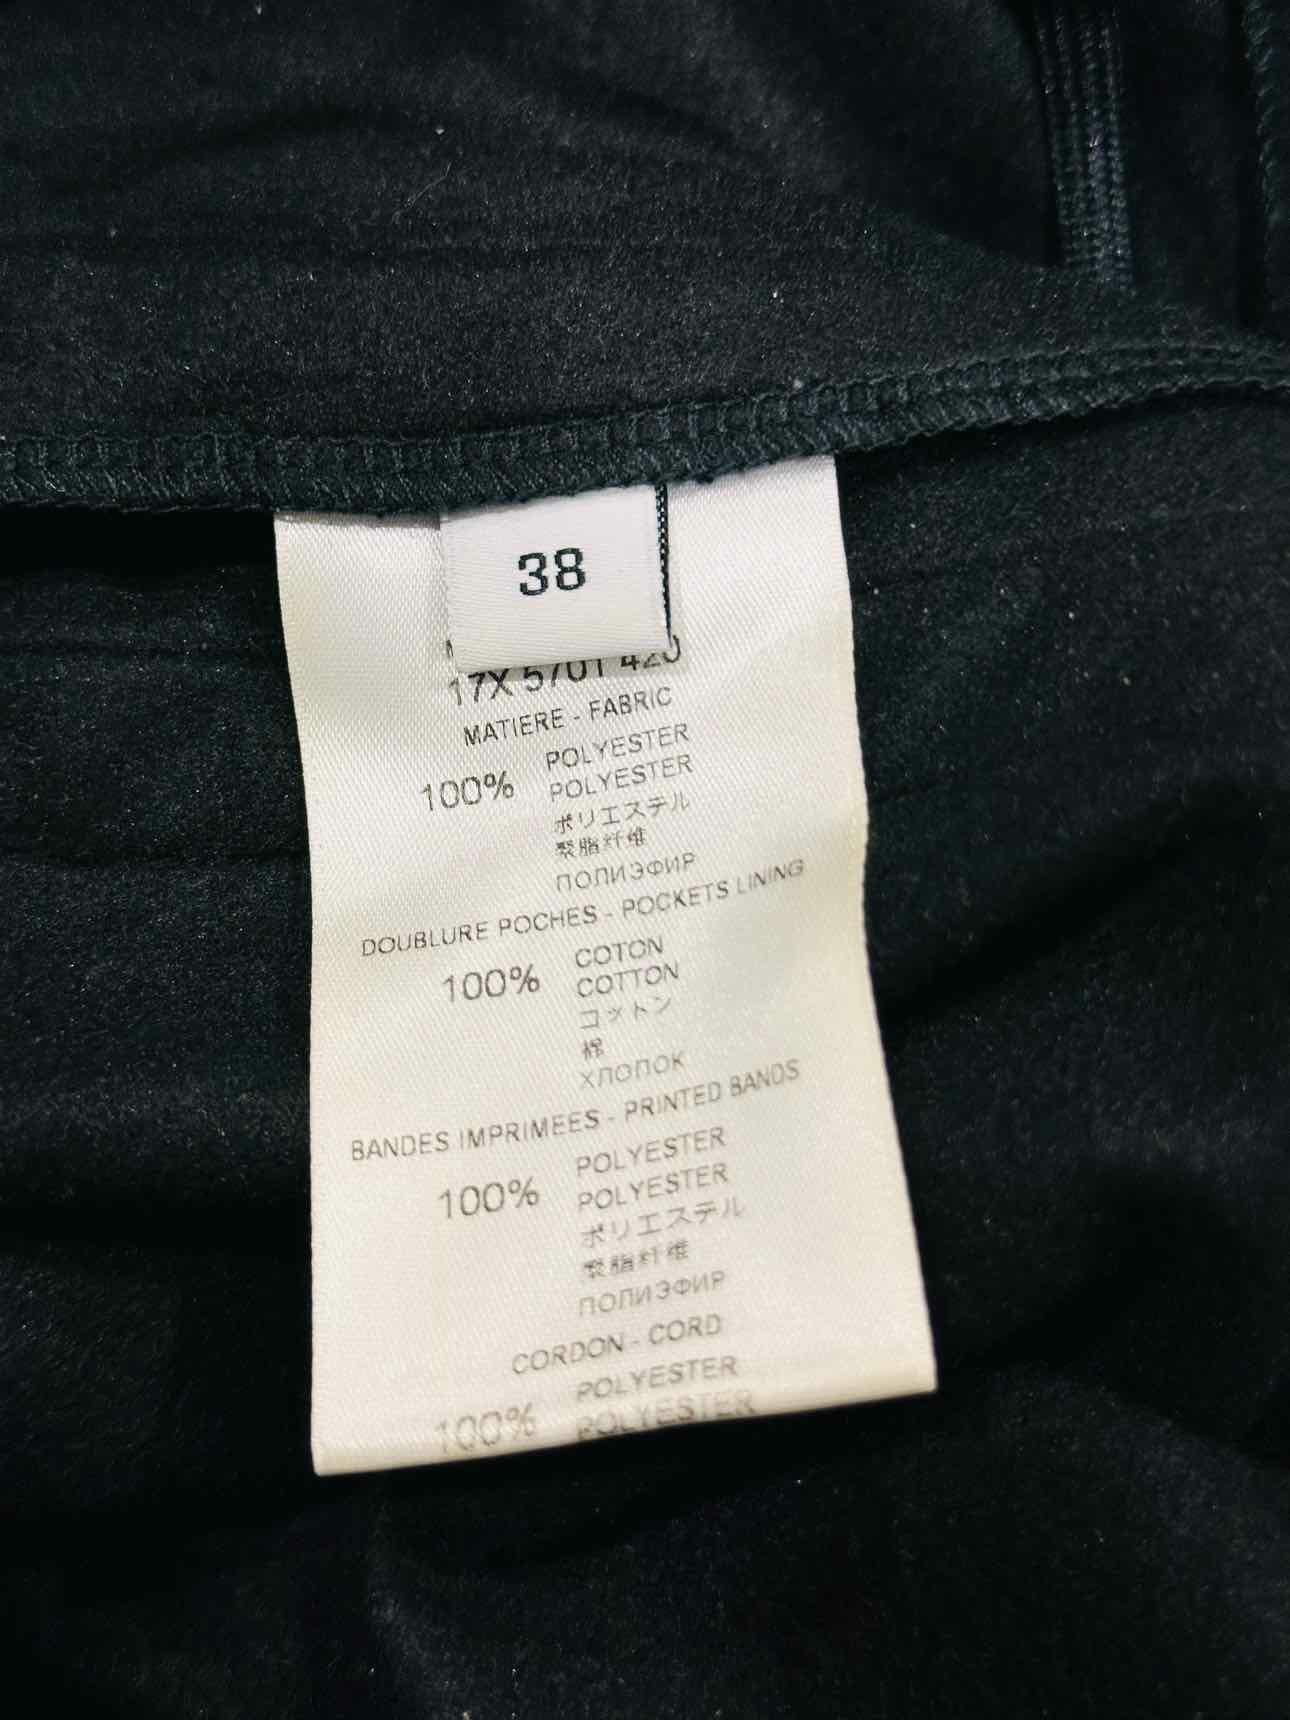 38
17X 5701 420
MATIERE - FABRIC
100% POLYESTER
POLYESTER
ポリエステル
聚脂纤维
ПОЛИЭФИР
DOUBLURE POCHES - POCKETS LINING
100% COTON
COTTON
コットン
棉
ХЛОПОК
BANDES IMPRIMEES - PRINTED BANDS
100% POLYESTER
POLYESTER
ポリエステル
聚脂纤维
ПОЛИЭФИР
CORDON - CORD
100% POLYESTER
POLYESTER